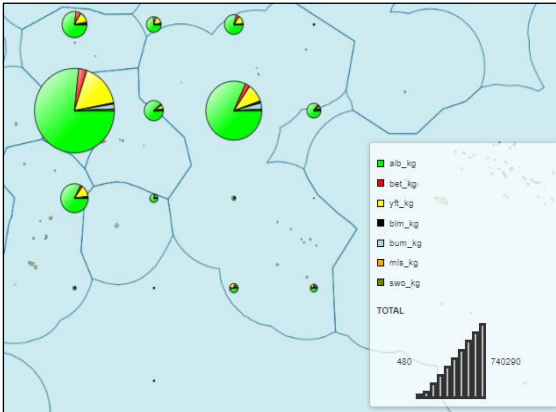 alb_kg
bet_kg
yft_kg
blm_kg
bum_kg
mls_kg
swo_kg
TOTAL
480 740290